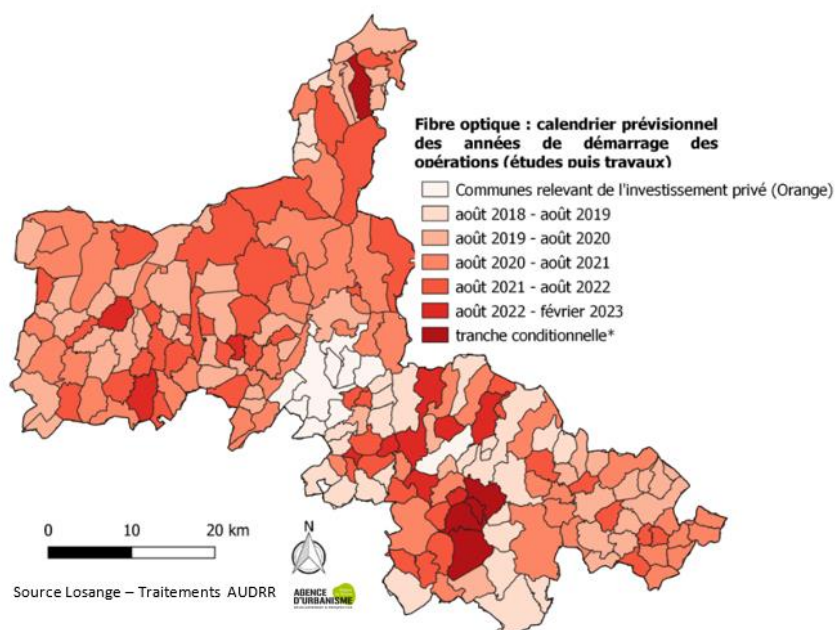 Fibre optique : calendrier prévisionnel
des années de démarrage des
opérations (études puis travaux)
Communes relevant de l'investissement privé (Orange)
août 2018 - août 2019
août 2019 - août 2020
août 2020 - août 2021
août 2021 - août 2022
août 2022 - février 2023
tranche conditionnelle*
0 10 20 km
N
Source Losange – Traitements AUDRR
AGENCE
D'URBANISME